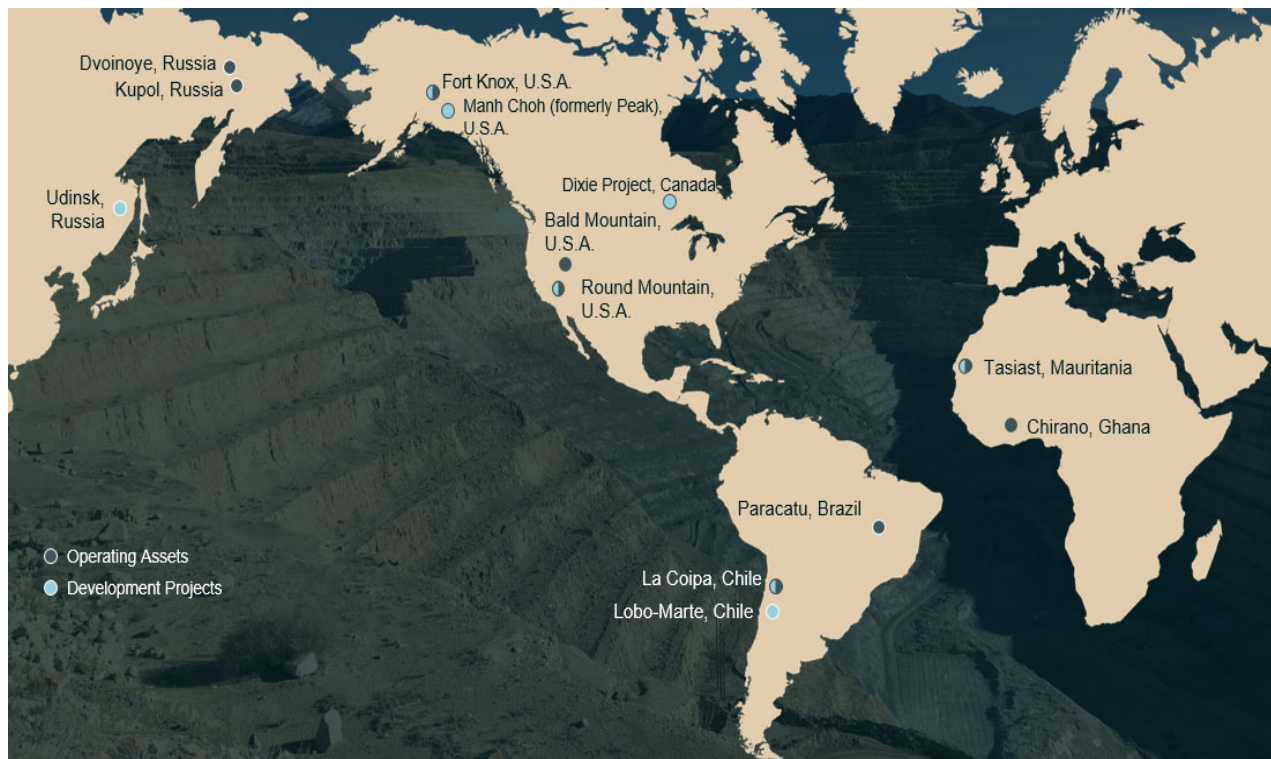 Dvoinoye, Russia
Kupol, Russia
Fort Knox, U.S.A.
Manh Choh (formerly Peak),
U.S.A.
Udinsk,
Russia
Dixie Project, Canada
Bald Mountain,
U.S.A.
Round Mountain,
U.S.A.
Tasiast, Mauritania
Chirano, Ghana
Paracatu, Brazil
La Coipa, Chile
Lobo-Marte, Chile
Operating Assets
Development Projects